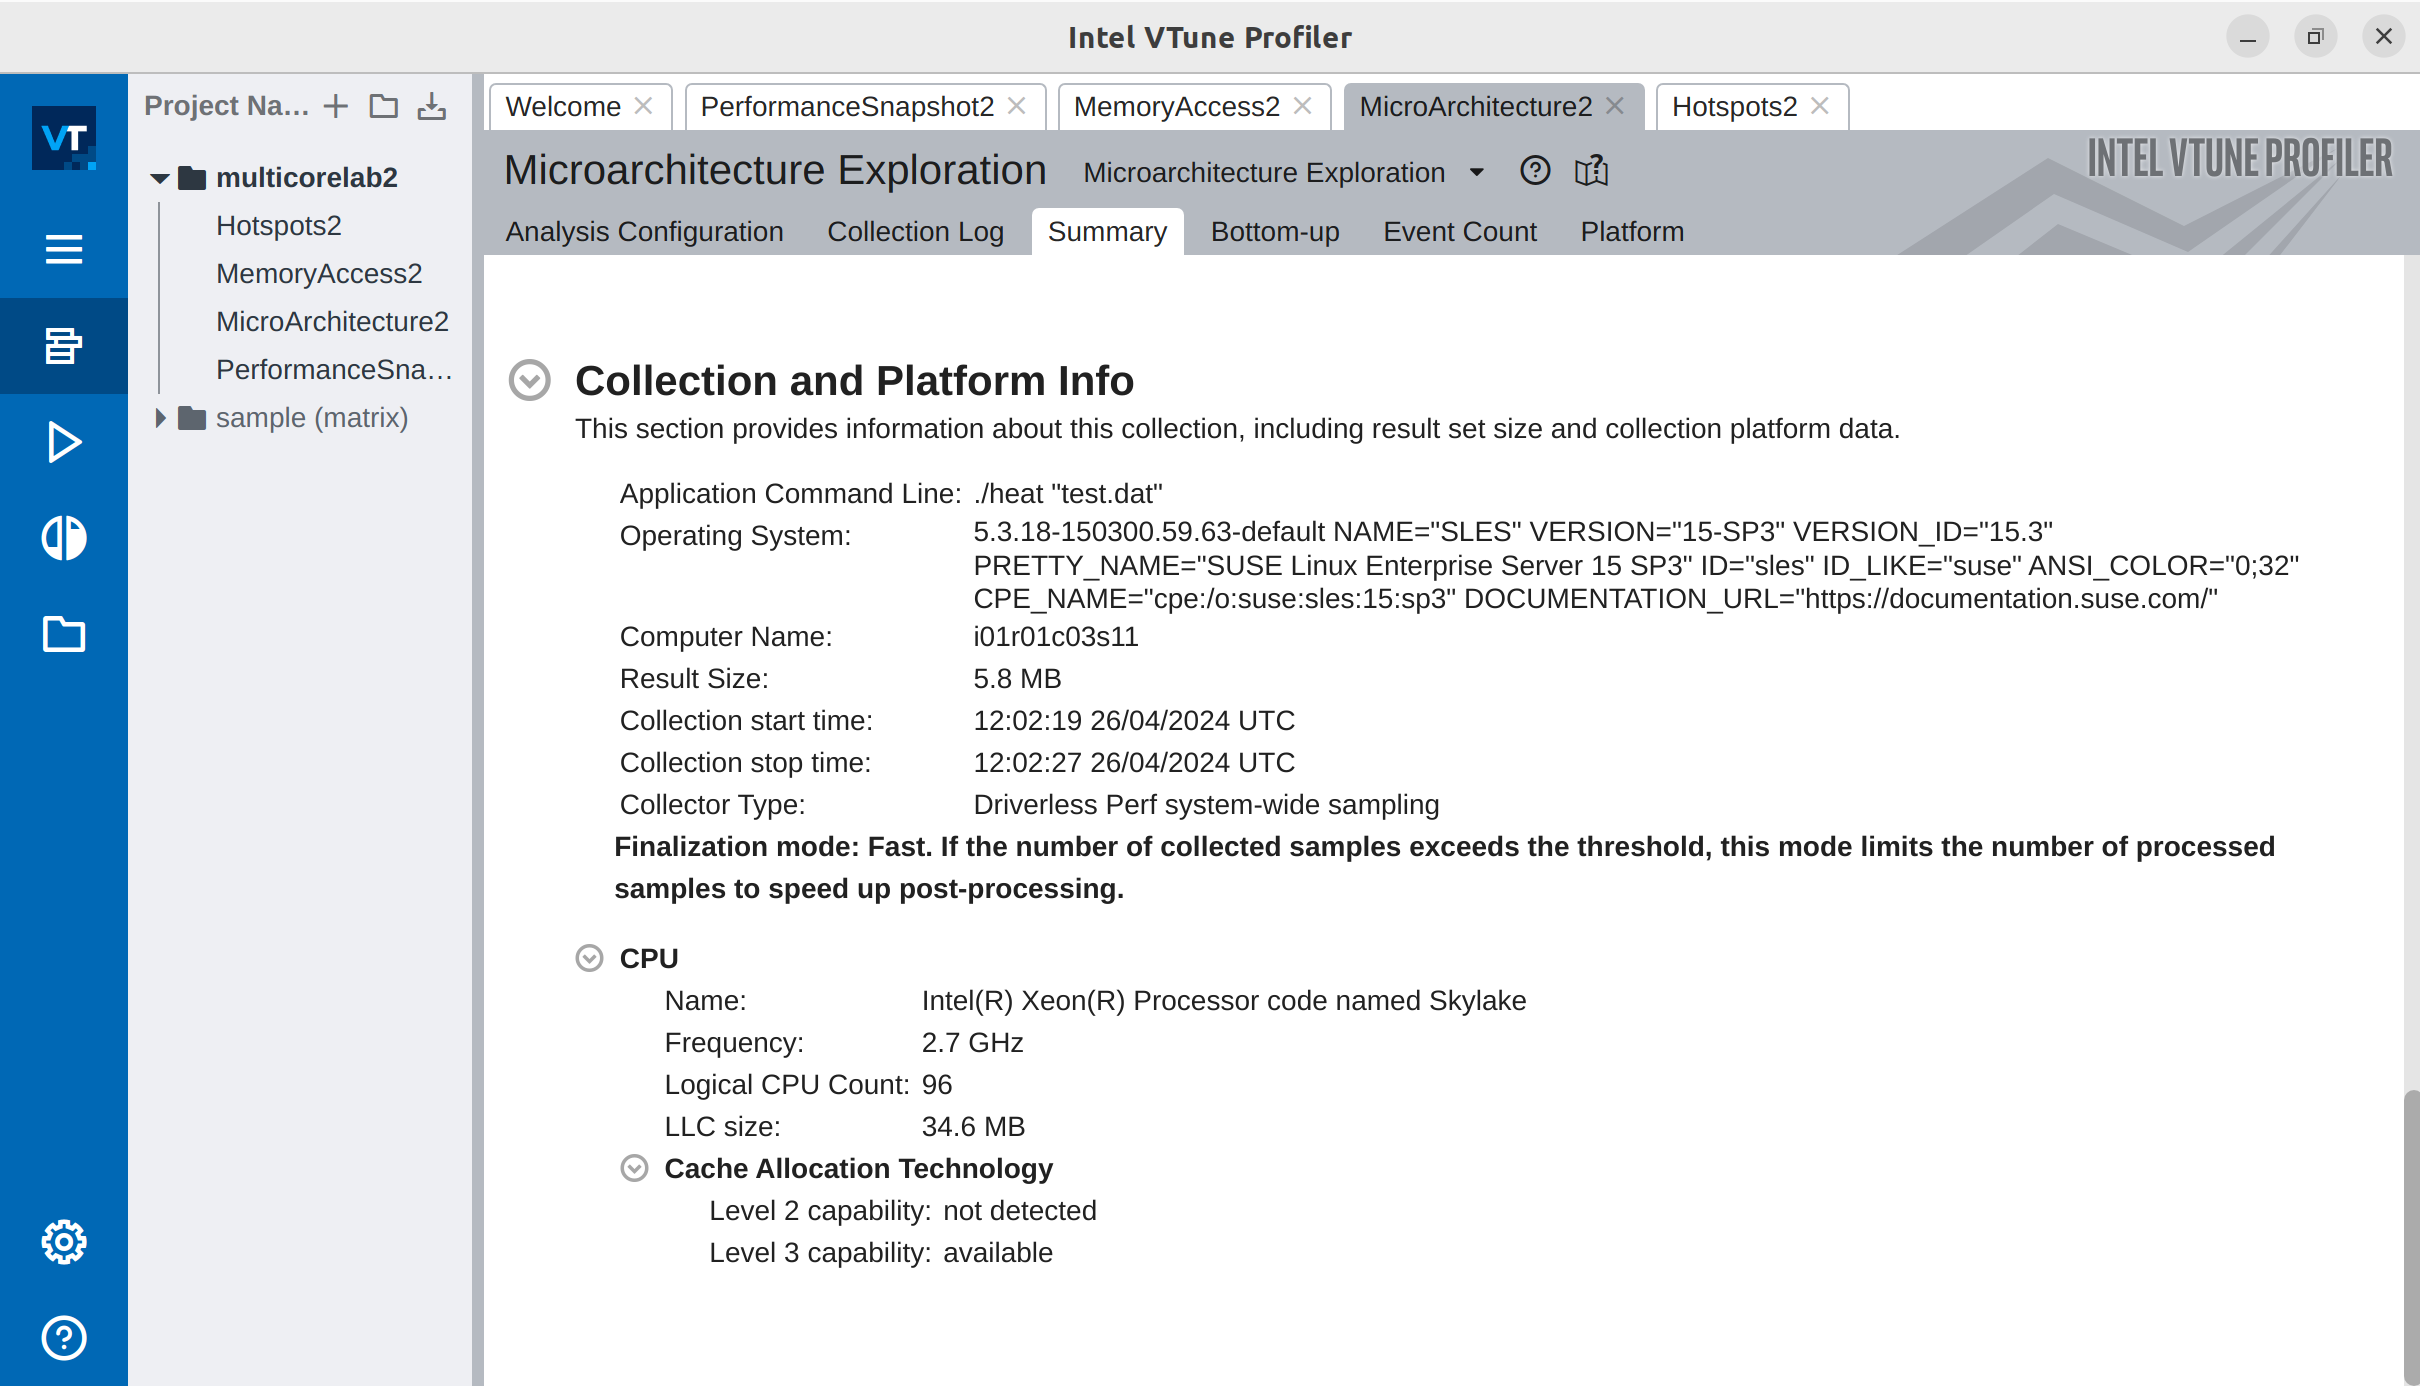 Intel VTune Profiler
VT
Project Na...
Welcome
PerformanceSnapshot2
MemoryAccess2
MicroArchitecture2
Hotspots2
multicorelab2
Hotspots2
MemoryAccess2
MicroArchitecture2
PerformanceSna...
sample (matrix)
Microarchitecture Exploration
Microarchitecture Exploration
INTEL VTUNE PROFILER
Analysis Configuration
Collection Log
Summary
Bottom-up
Event Count
Platform
Collection and Platform Info
This section provides information about this collection, including result set size and collection platform data.
Application Command Line: ./heat "test.dat"
Operating System: 5.3.18-150300.59.63-default NAME="SLES" VERSION="15-SP3" VERSION_ID="15.3"
PRETTY_NAME="SUSE Linux Enterprise Server 15 SP3" ID="sles" ID_LIKE="suse" ANSI_COLOR="0;32"
CPE_NAME="cpe:/o:suse:sles:15:sp3" DOCUMENTATION_URL="https://documentation.suse.com/"
Computer Name: i01r01c03s11
Result Size: 5.8 MB
Collection start time: 12:02:19 26/04/2024 UTC
Collection stop time: 12:02:27 26/04/2024 UTC
Collector Type: Driverless Perf system-wide sampling
Finalization mode: Fast. If the number of collected samples exceeds the threshold, this mode limits the number of processed
samples to speed up post-processing.
CPU
Name: Intel(R) Xeon(R) Processor code named Skylake
Frequency: 2.7 GHz
Logical CPU Count: 96
LLC size: 34.6 MB
Cache Allocation Technology
Level 2 capability: not detected
Level 3 capability: available